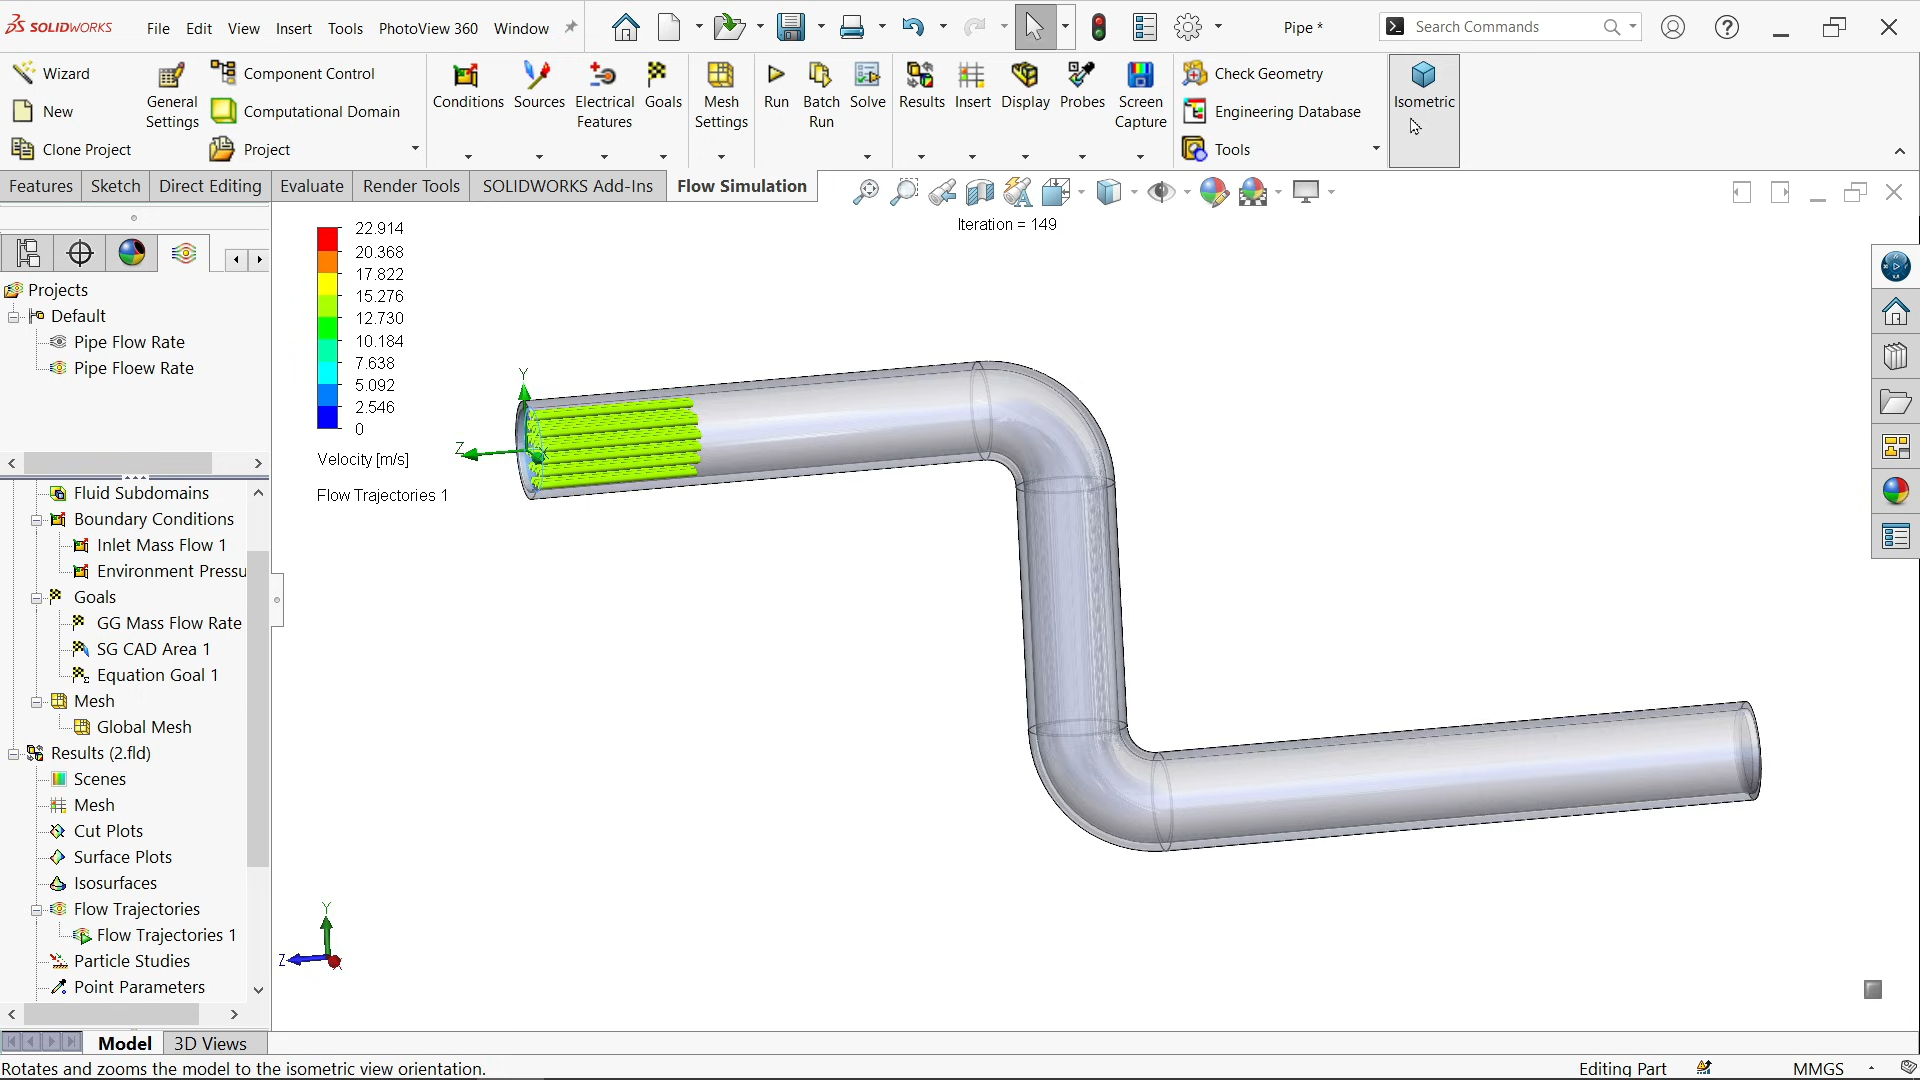 SOLIDWORKS
File Edit View Insert Tools PhotoView 360 Window
Pipe *
Search Commands
Wizard
New
Clone Project
General Settings
Component Control
Computational Domain
Project
Conditions
Sources
Electrical Features
Goals
Mesh Settings
Run
Batch Run
Solve
Results
Insert
Display
Probes
Screen Capture
Check Geometry
Engineering Database
Tools
Isometric
Features Sketch Direct Editing Evaluate Render Tools SOLIDWORKS Add-Ins Flow Simulation
Iteration = 149
Projects
Default
Pipe Flow Rate
Pipe Floew Rate
Fluid Subdomains
Boundary Conditions
Inlet Mass Flow 1
Environment Pressu
Goals
GG Mass Flow Rate
SG CAD Area 1
Equation Goal 1
Mesh
Global Mesh
Results (2.fld)
Scenes
Mesh
Cut Plots
Surface Plots
Isosurfaces
Flow Trajectories
Flow Trajectories 1
Particle Studies
Point Parameters
22.914
20.368
17.822
15.276
12.730
10.184
7.638
5.092
2.546
0
Velocity [m/s]
Flow Trajectories 1
Y
Z
Y
Z
Model 3D Views
Rotates and zooms the model to the isometric view orientation.
Editing Part
MMGS